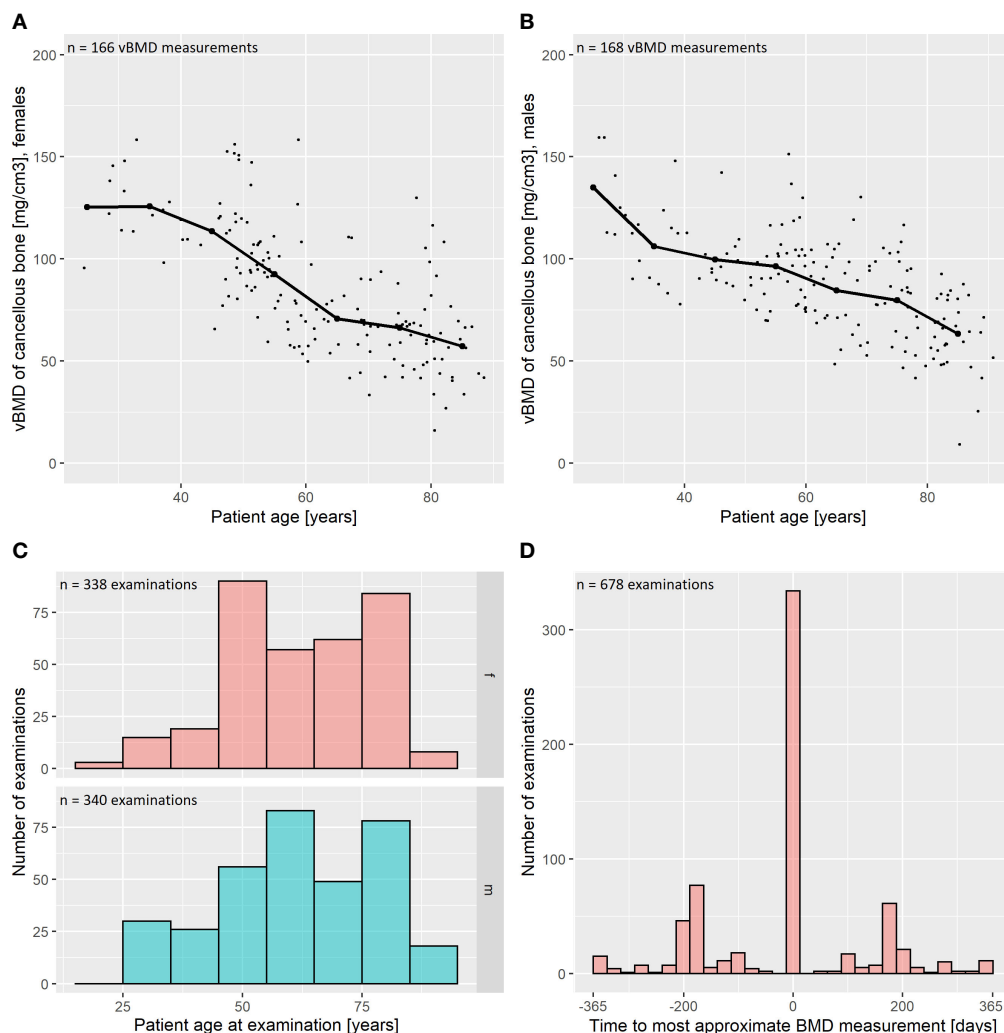 A
n = 166 vBMD measurements
vBMD of cancellous bone [mg/cm3], females
200
150
100
50
0
40
60
80
Patient age [years]
B
n = 168 vBMD measurements
vBMD of cancellous bone [mg/cm3], males
200
150
100
50
0
40
60
80
Patient age [years]
C
n = 338 examinations
Number of examinations
75
50
25
0
f
n = 340 examinations
75
50
25
0
m
25
50
75
Patient age at examination [years]
D
n = 678 examinations
Number of examinations
300
200
100
0
-365
-200
0
200
365
Time to most approximate BMD measurement [days]